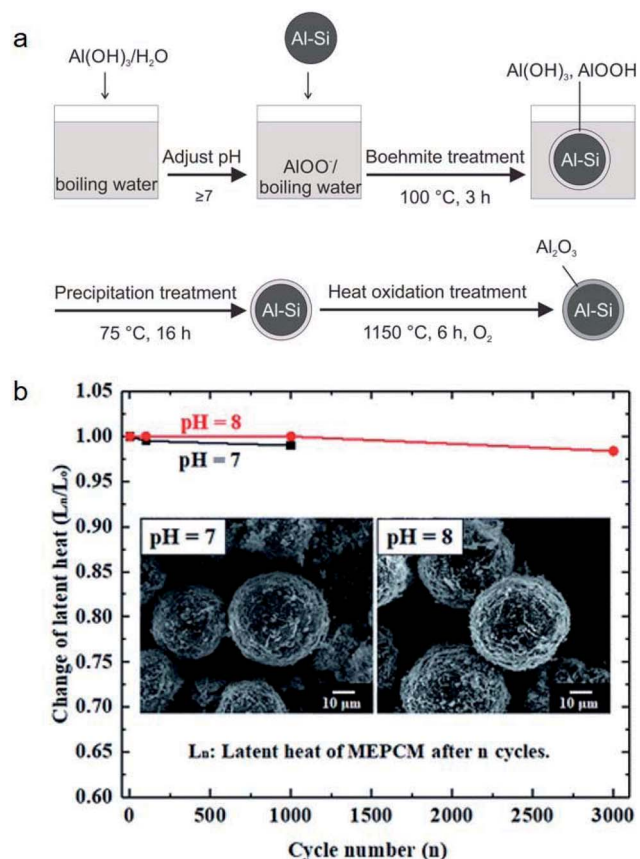 a
Al(OH)₃/H₂O
boiling water
Adjust pH
≥7
Al-Si
AlOO⁻/
boiling water
Boehmite treatment
100 °C, 3 h
Al(OH)₃, AlOOH
Al-Si
Precipitation treatment
75 °C, 16 h
Al-Si
Heat oxidation treatment
1150 °C, 6 h, O₂
Al₂O₃
Al-Si
b
Change of latent heat (Lₙ/Lₒ)
1.05
1.00
0.95
0.90
0.85
0.80
0.75
0.70
0.65
0.60
pH = 8
pH = 7
pH = 7
10 μm
pH = 8
10 μm
Lₙ: Latent heat of MEPCM after n cycles.
0
500
1000
1500
2000
2500
3000
Cycle number (n)